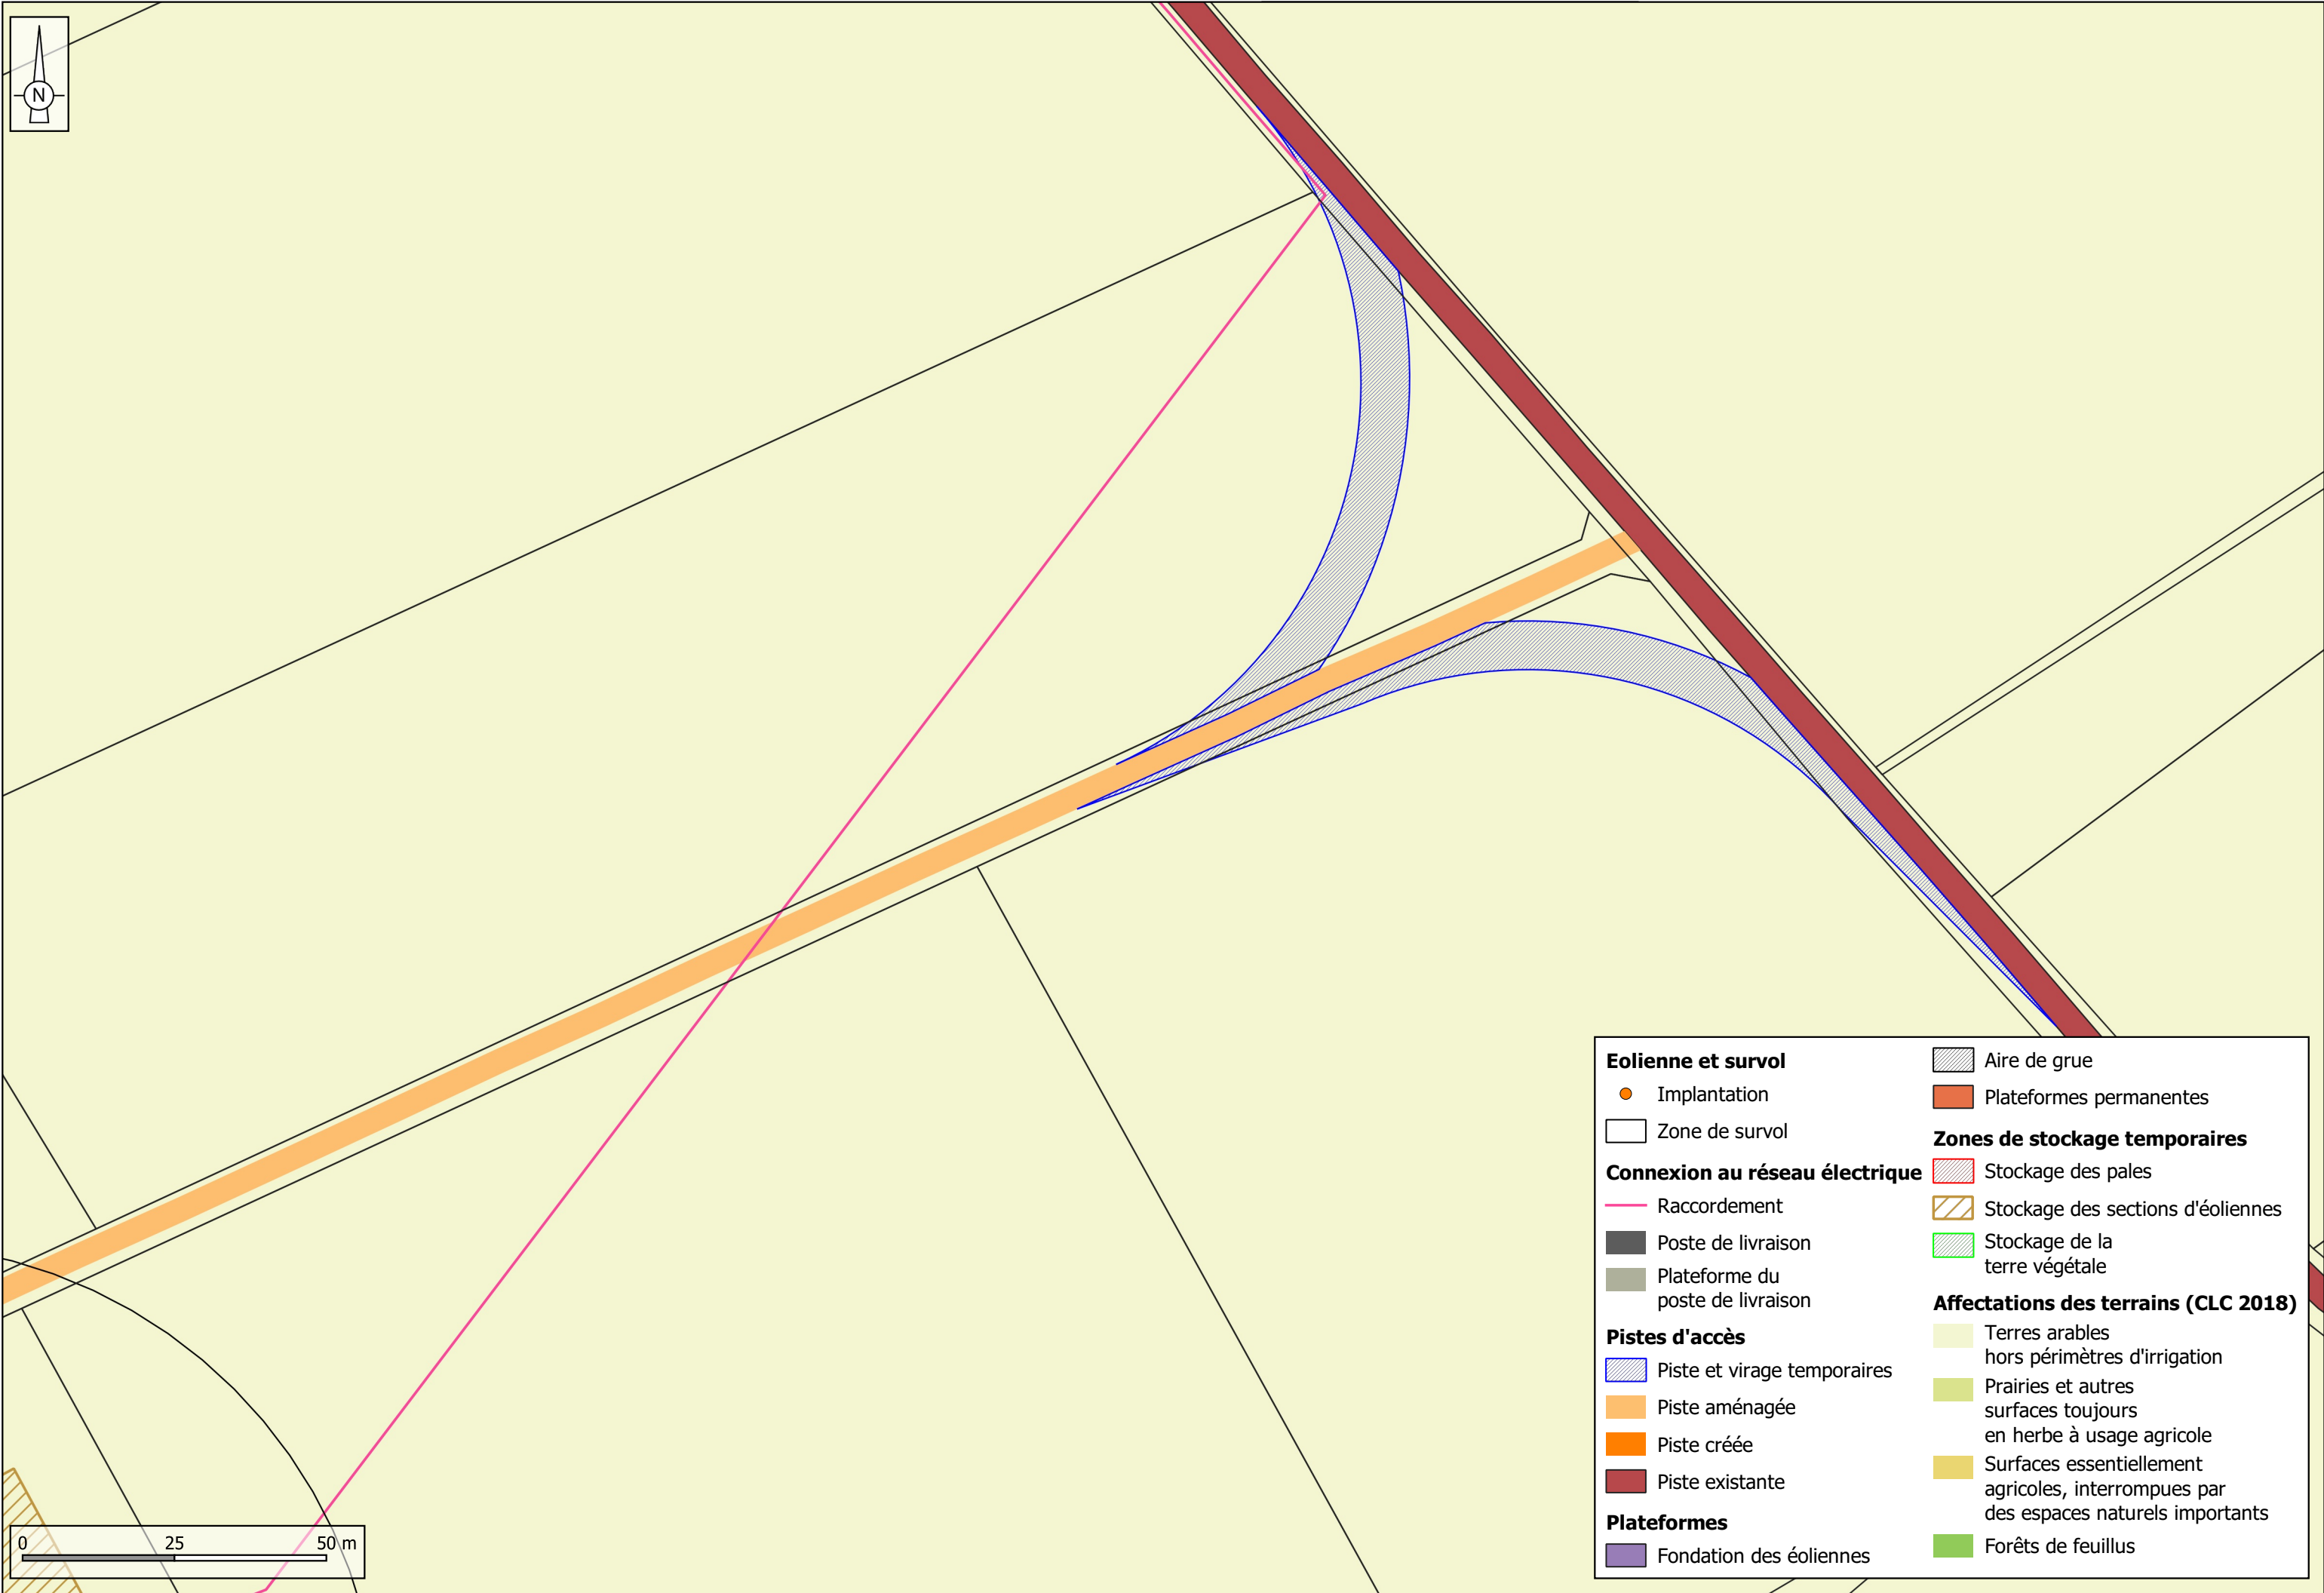 N
Eolienne et survol
Implantation
Zone de survol
Connexion au réseau électrique
Raccordement
Poste de livraison
Plateforme du
poste de livraison
Pistes d'accès
Piste et virage temporaires
Piste aménagée
Piste créée
Piste existante
Plateformes
Fondation des éoliennes
Aire de grue
Plateformes permanentes
Zones de stockage temporaires
Stockage des pales
Stockage des sections d'éoliennes
Stockage de la
terre végétale
Affectations des terrains (CLC 2018)
Terres arables
hors périmètres d'irrigation
Prairies et autres
surfaces toujours
en herbe à usage agricole
Surfaces essentiellement
agricoles, interrompues par
des espaces naturels importants
Forêts de feuillus
0 25 50 m